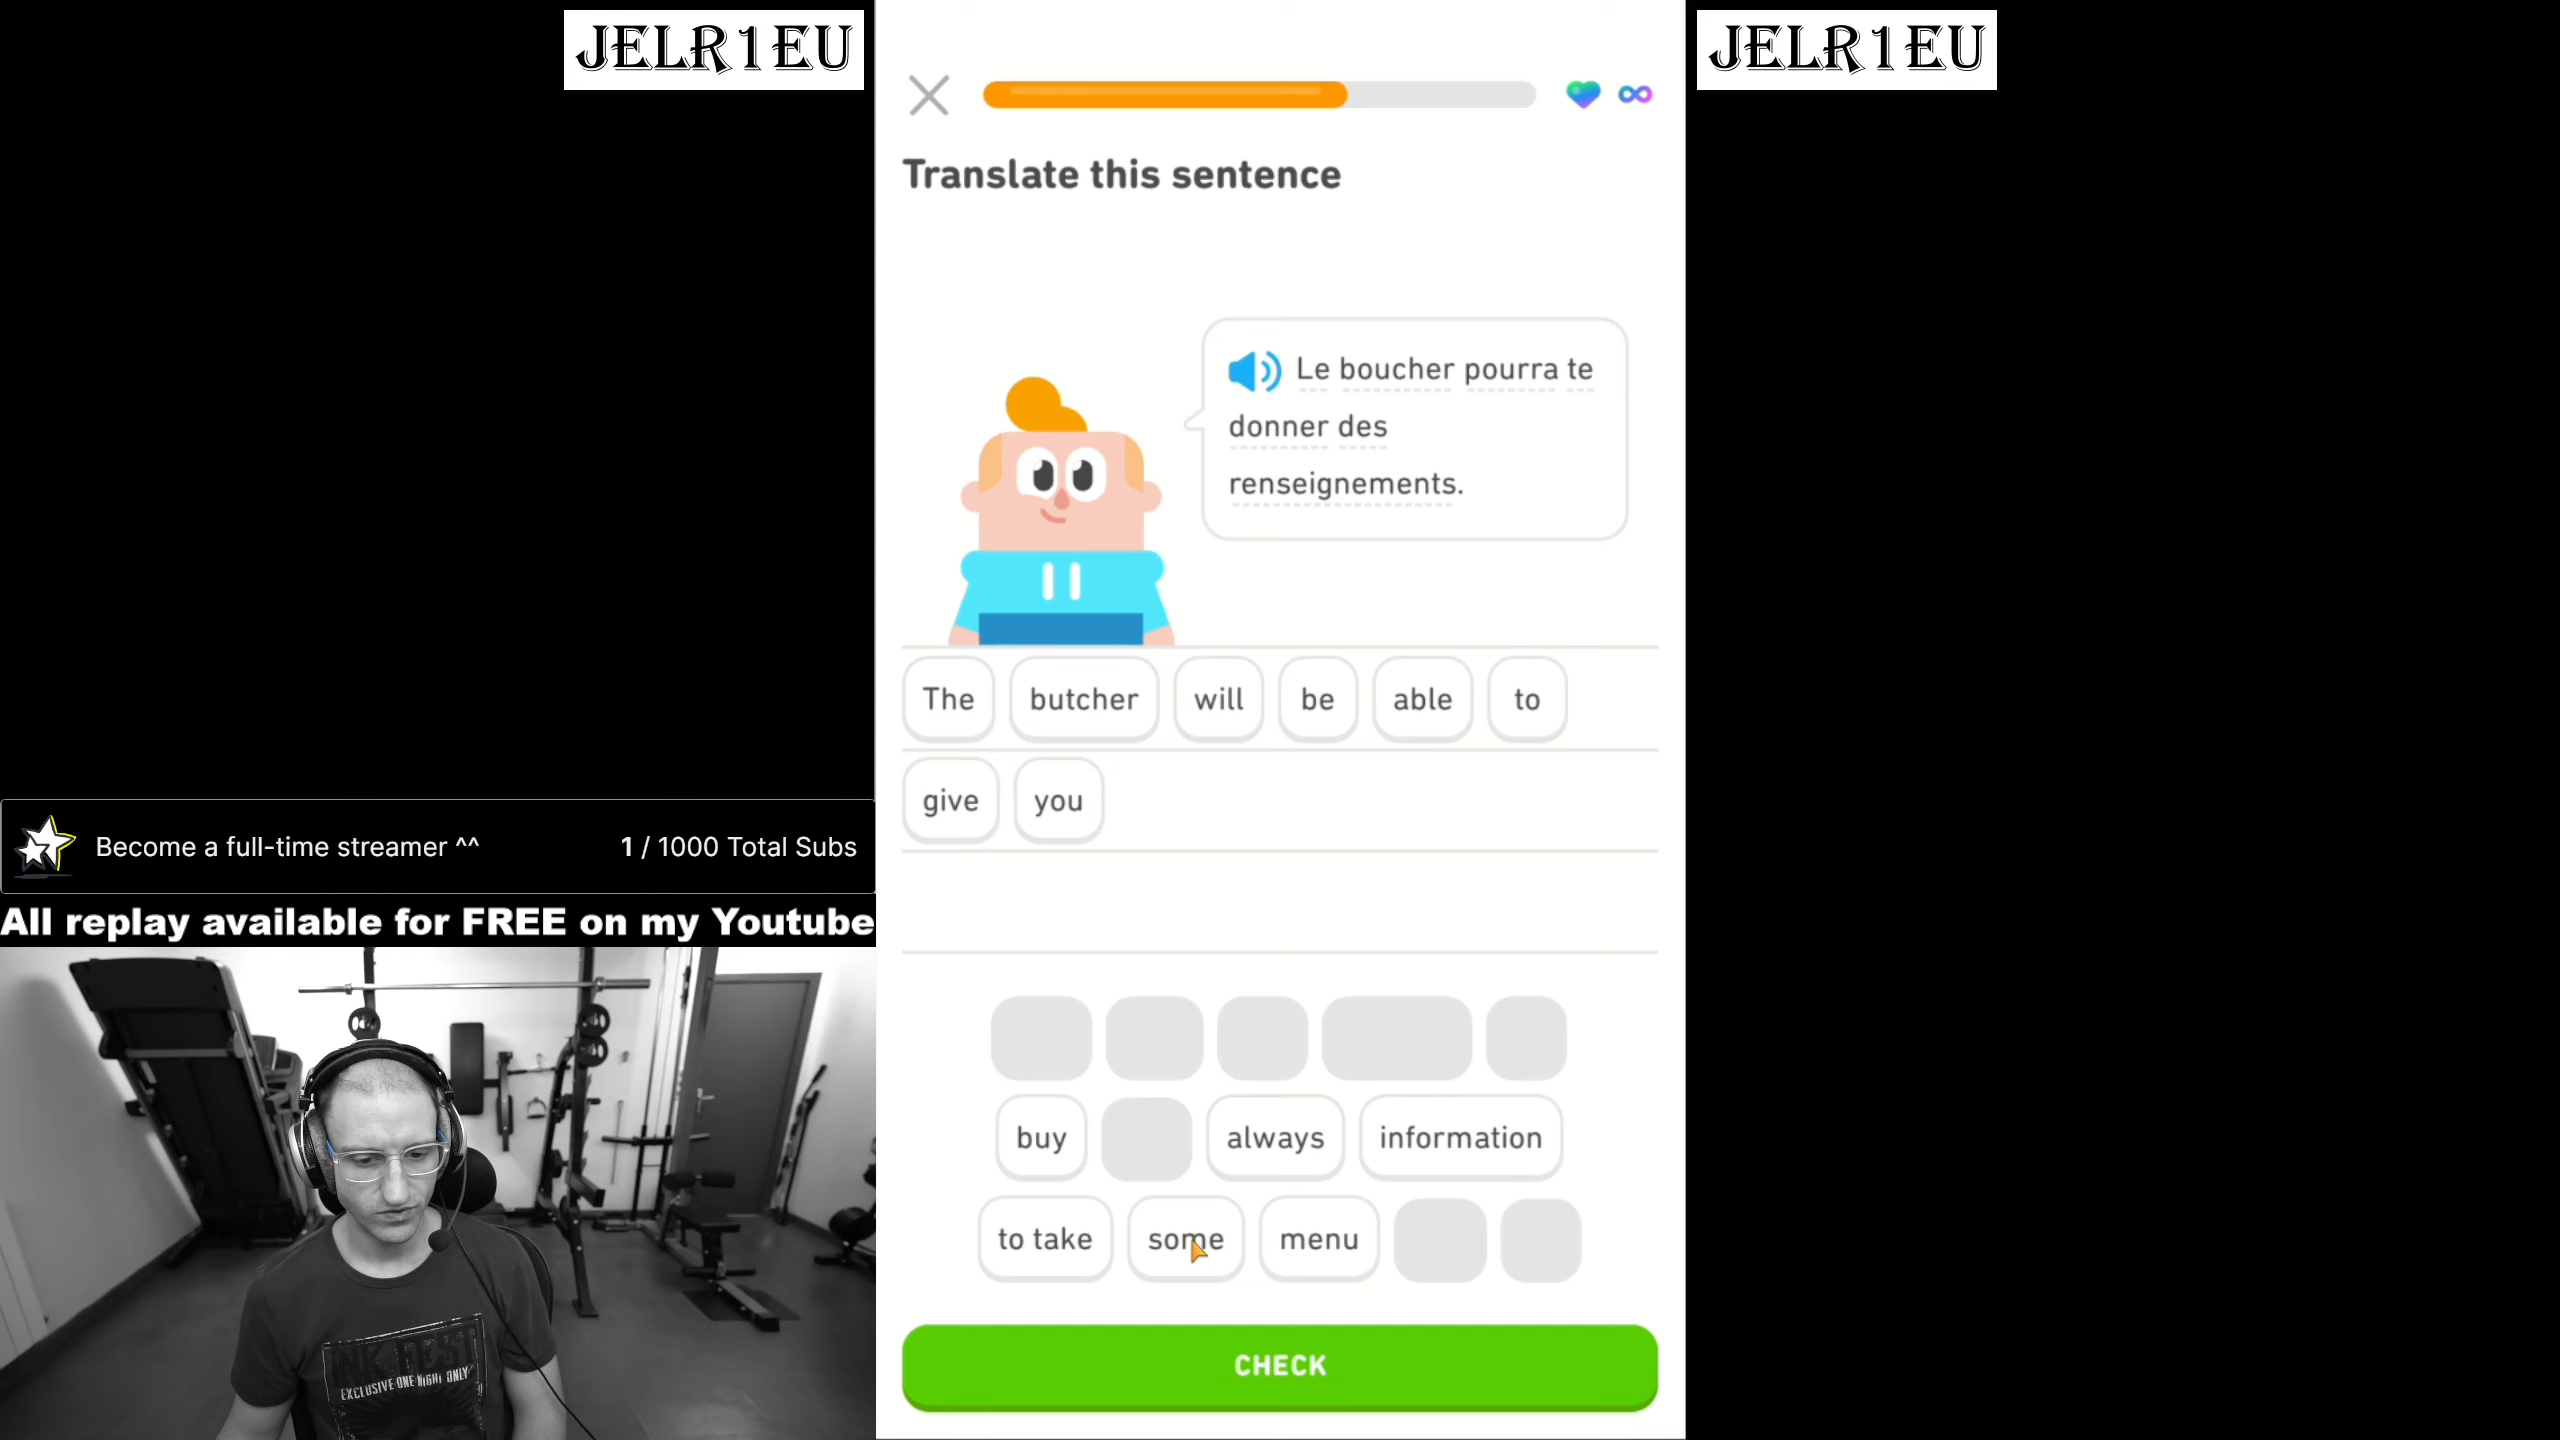 JELR1EU
JELR1EU
Translate this sentence
Le boucher pourra te
donner des
renseignements.
The butcher will be able to
give you
buy always information
to take some menu
CHECK
Become a full-time streamer ^^ 1 / 1000 Total Subs
All replay available for FREE on my Youtube
EXCLUSIVE ONE NIGHT ONLY